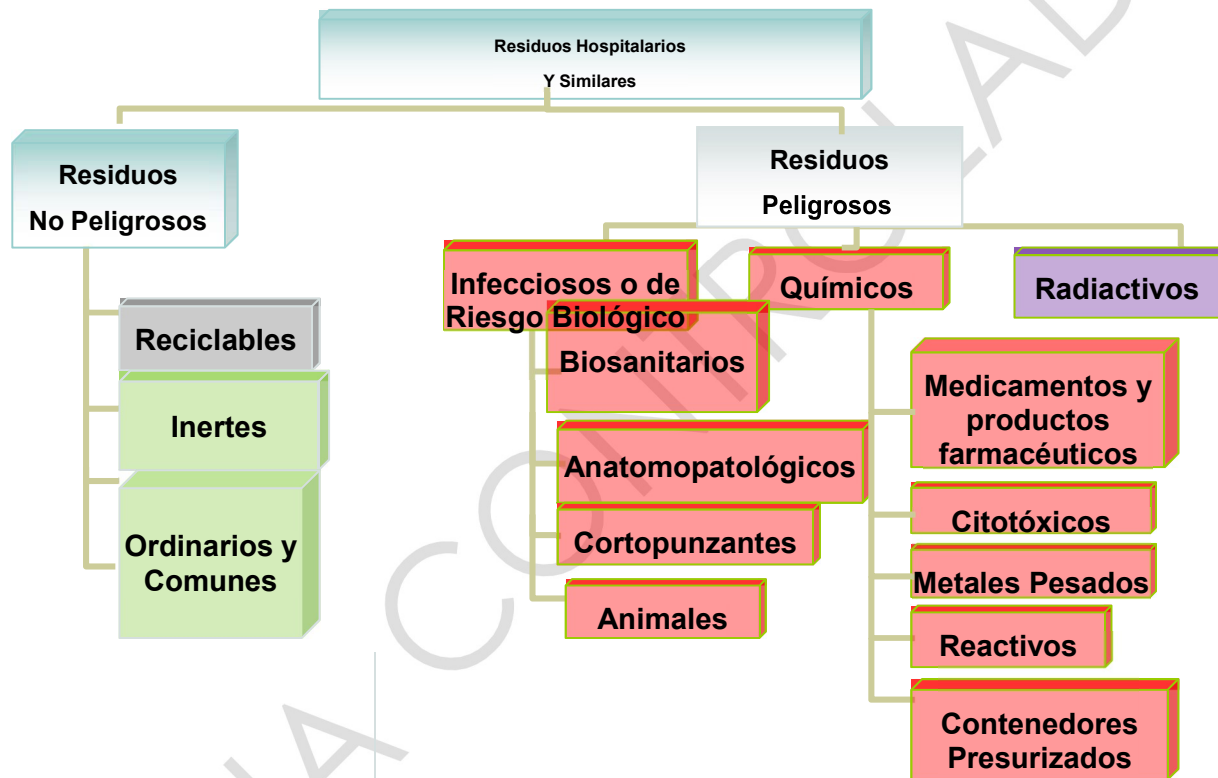 Residuos Hospitalarios
Y Similares
Residuos
No Peligrosos
Residuos
Peligrosos
Reciclables
Inertes
Ordinarios y
Comunes
Infecciosos o de
Riesgo Biológico
Biosanitarios
Anatomopatológicos
Cortopunzantes
Animales
Químicos
Medicamentos y
productos
farmacéuticos
Citotóxicos
Metales Pesados
Reactivos
Contenedores
Presurizados
Radiactivos